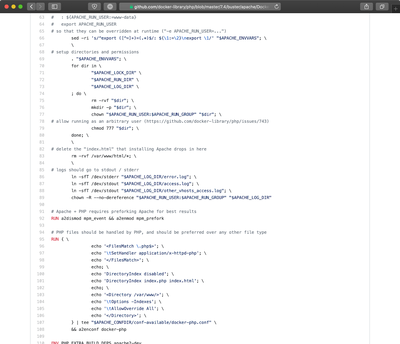 github.com/docker-library/php/blob/master/7.4/buster/apache/Dockerfile
63 # : ${APACHE_RUN_USER:=www-data}
64 # export APACHE_RUN_USER
65 # so that they can be overridden at runtime ("-e APACHE_RUN_USER=...")
66 sed -ri 's/^export ([^=]+)=(.*)$/: ${\1:=\2}\nexport \1/' "$APACHE_ENVVARS"; \
67 \
68 # setup directories and permissions
69 . "$APACHE_ENVVARS"; \
70 for dir in \
71 "$APACHE_LOCK_DIR" \
72 "$APACHE_RUN_DIR" \
73 "$APACHE_LOG_DIR" \
74 ; do \
75 rm -rvf "$dir"; \
76 mkdir -p "$dir"; \
77 chown "$APACHE_RUN_USER:$APACHE_RUN_GROUP" "$dir"; \
78 # allow running as an arbitrary user (https://github.com/docker-library/php/issues/743)
79 chmod 777 "$dir"; \
80 done; \
81 \
82 # delete the "index.html" that installing Apache drops in here
83 rm -rvf /var/www/html/*; \
84 \
85 # logs should go to stdout / stderr
86 ln -sfT /dev/stderr "$APACHE_LOG_DIR/error.log"; \
87 ln -sfT /dev/stdout "$APACHE_LOG_DIR/access.log"; \
88 ln -sfT /dev/stdout "$APACHE_LOG_DIR/other_vhosts_access.log"; \
89 chown -R --no-dereference "$APACHE_RUN_USER:$APACHE_RUN_GROUP" "$APACHE_LOG_DIR"
90
91 # Apache + PHP requires preforking Apache for best results
92 RUN a2dismod mpm_event && a2enmod mpm_prefork
93
94 # PHP files should be handled by PHP, and should be preferred over any other file type
95 RUN { \
96 echo '<FilesMatch \.php$>'; \
97 echo '\tSetHandler application/x-httpd-php'; \
98 echo '</FilesMatch>'; \
99 echo; \
100 echo 'DirectoryIndex disabled'; \
101 echo 'DirectoryIndex index.php index.html'; \
102 echo; \
103 echo '<Directory /var/www/>'; \
104 echo '\tOptions -Indexes'; \
105 echo '\tAllowOverride All'; \
106 echo '</Directory>'; \
107 } | tee "$APACHE_CONFDIR/conf-available/docker-php.conf" \
108 && a2enconf docker-php
109
110 ENV PHP_EXTRA_BUILD_DEPS apache2-dev